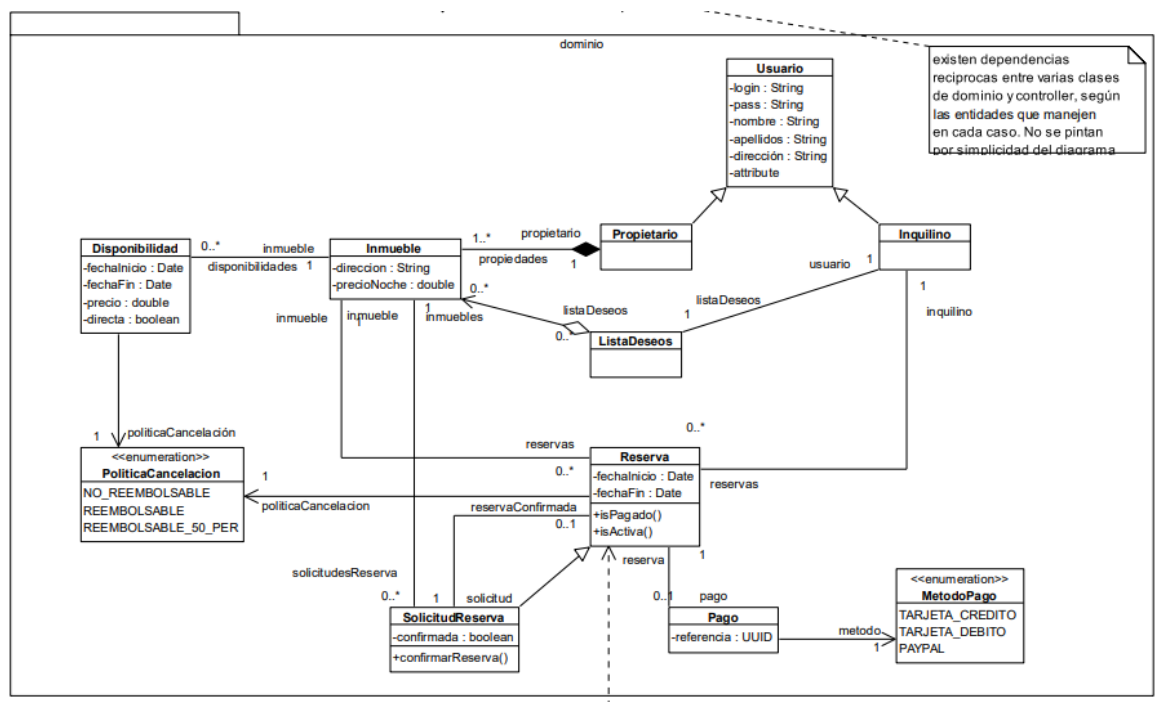 dominio
existen dependencias
reciprocas entre varias clases
de dominio y controller, según
las entidades que manejen
en cada caso. No se pintan
por simplicidad del diagrama
Usuario
-login : String
-pass : String
-nombre : String
-apellidos : String
-dirección : String
-attribute
Propietario
Inquilino
Disponibilidad
-fechaInicio : Date
-fechaFin : Date
-precio : double
-directa : boolean
0..*
inmueble
disponibilidades
1
Inmueble
-direccion : String
-precioNoche : double
1..*
propietario
propiedades
1
usuario
1
1
inquilino
0..*
listaDeseos
inmuebles
1
0..*
listaDeseos
1
ListaDeseos
inmueble
inmueble
1
1
politicaCancelación
<<enumeration>>
PoliticaCancelacion
NO_REEMBOLSABLE
REEMBOLSABLE
REEMBOLSABLE_50_PER
1
politicaCancelacion
reservas
0..*
0..*
reservas
Reserva
-fechaInicio : Date
-fechaFin : Date
+isPagado()
+isActiva()
reservaConfirmada
0..1
solicitudesReserva
0..*
1
solicitud
SolicitudReserva
-confirmada : boolean
+confirmarReserva()
reserva
1
0..1
pago
Pago
-referencia : UUID
metodo
1
<<enumeration>>
MetodoPago
TARJETA_CREDITO
TARJETA_DEBITO
PAYPAL